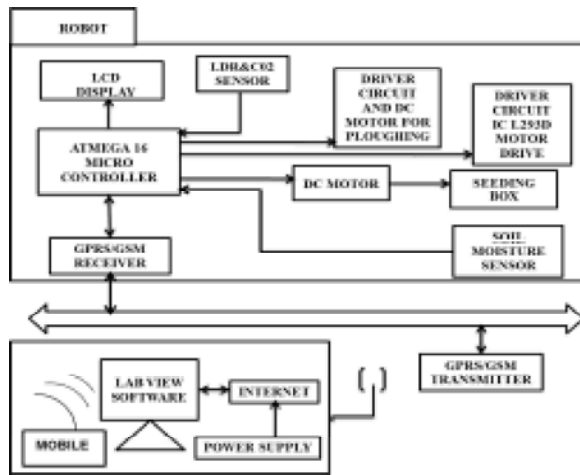 ROBOT
LCD
DISPLAY
LDR&C02
SENSOR
DRIVER
CIRCUIT
AND DC
MOTOR FOR
PLOUGHING
DRIVER
CIRCUIT
IC L293D
MOTOR
DRIVE
ATMEGA 16
MICRO
CONTROLLER
DC MOTOR
SEEDING
BOX
GPRS/GSM
RECEIVER
SOIL
MOISTURE
SENSOR
LAB VIEW
SOFTWARE
INTERNET
GPRS/GSM
TRANSMITTER
MOBILE
POWER SUPPLY